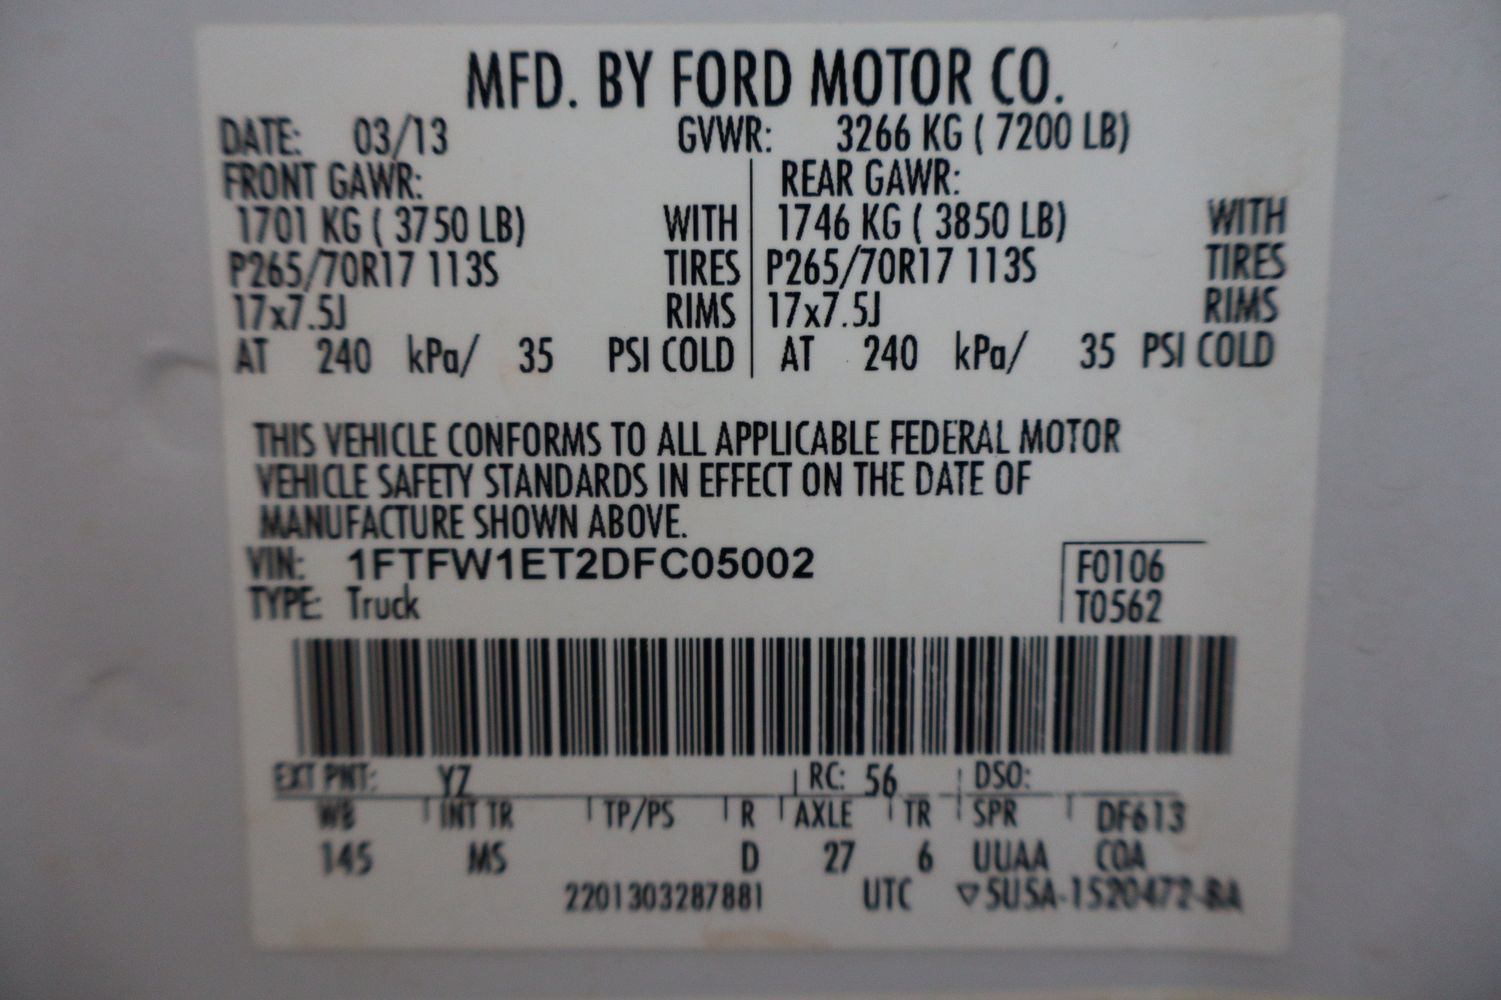 MFD. BY FORD MOTOR CO.
DATE: 03/13 GVWR: 3266 KG ( 7200 LB)
FRONT GAWR: REAR GAWR:
1701 KG ( 3750 LB) WITH 1746 KG ( 3850 LB) WITH
P265/70R17 113S TIRES P265/70R17 113S TIRES
17x7.5J RIMS 17x7.5J RIMS
AT 240 kPa/ 35 PSI COLD AT 240 kPa/ 35 PSI COLD
THIS VEHICLE CONFORMS TO ALL APPLICABLE FEDERAL MOTOR
VEHICLE SAFETY STANDARDS IN EFFECT ON THE DATE OF
MANUFACTURE SHOWN ABOVE.
VIN: 1FTFW1ET2DFC05002 F0106
TYPE: Truck T0562
EXT PNT: YZ RC: 56 DSO:
WB INT TR TP/PS R AXLE TR SPR DF613
145 MS D 27 6 UUAA COA
2201303287881 UTC ▽5U5A-1520472-BA